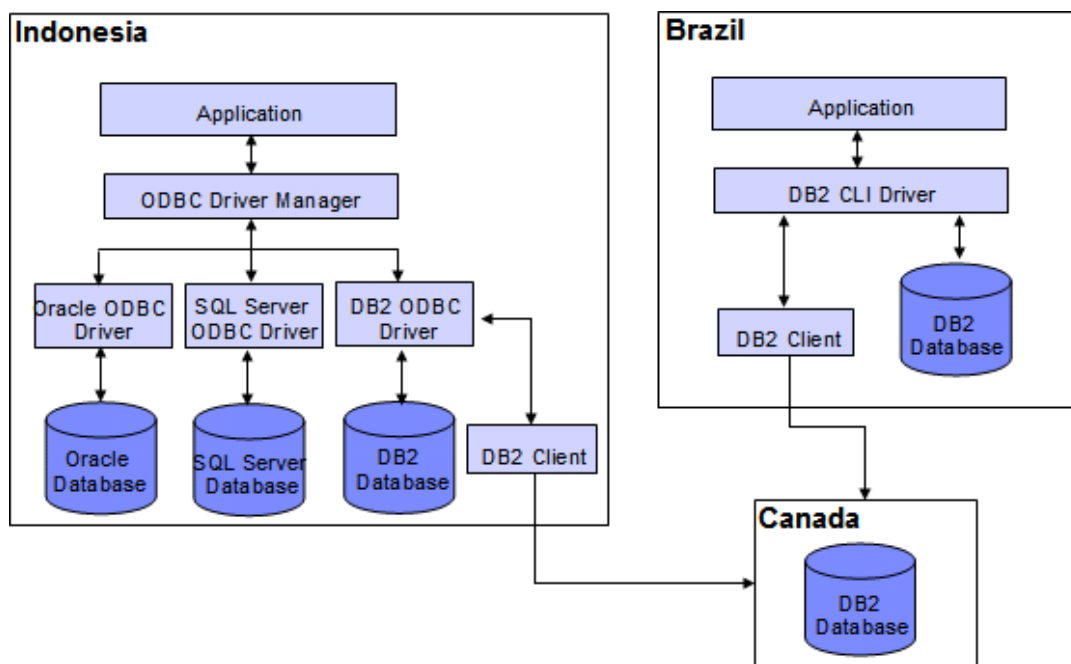 Indonesia
Application
ODBC Driver Manager
Oracle ODBC
Driver
SQL Server
ODBC Driver
DB2 ODBC
Driver
Oracle
Database
SQL Server
Database
DB2
Database
DB2 Client
Brazil
Application
DB2 CLI Driver
DB2 Client
DB2
Database
Canada
DB2
Database